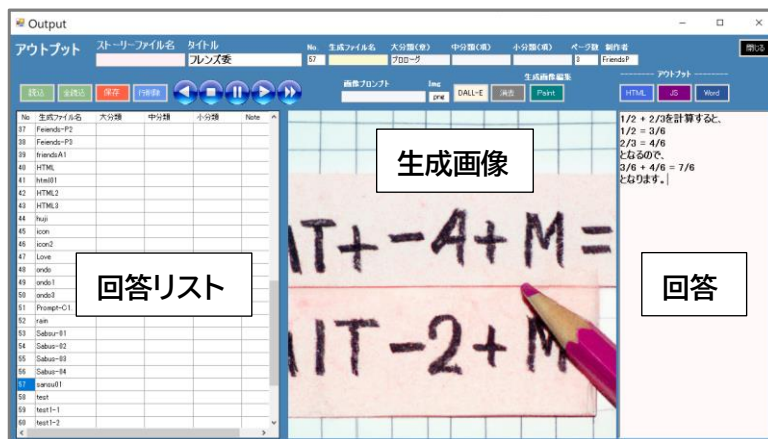 Output
アウトプット
ストーリーファイル名 タイトル
フレンズ委
No. 生成ファイル名 大分類(章) 中分類(項) 小分類(項) ページ数 制作者
57 プロローグ 3 FriendsP
閉じる
読込 全読込 保存 行削除
画像プロンプト Img
png
DALL-E 消去 Paint
生成画像編集
アウトプット
HTML JS Word
No 生成ファイル名 大分類 中分類 小分類 Note
37 Feiends-P2
38 Feiends-P3
39 friendsA1
40 HTML
41 html01
42 HTML2
43 HTML3
44 huji
45 icon
46 icon2
47 Love
48 ondo
49 ondo1
50 ondo3
51 Prompt-C1
52 rain
53 Sabou-01
54 Sabus-02
55 Sabus-03
56 Sabus-04
57 sansu01
58 test
59 test1-1
60 test1-2
回答リスト
生成画像
T+-4+M=
IT-2+M
1/2 + 2/3を計算すると、
1/2 = 3/6
2/3 = 4/6
となるので、
3/6 + 4/6 = 7/6
となります。
回答